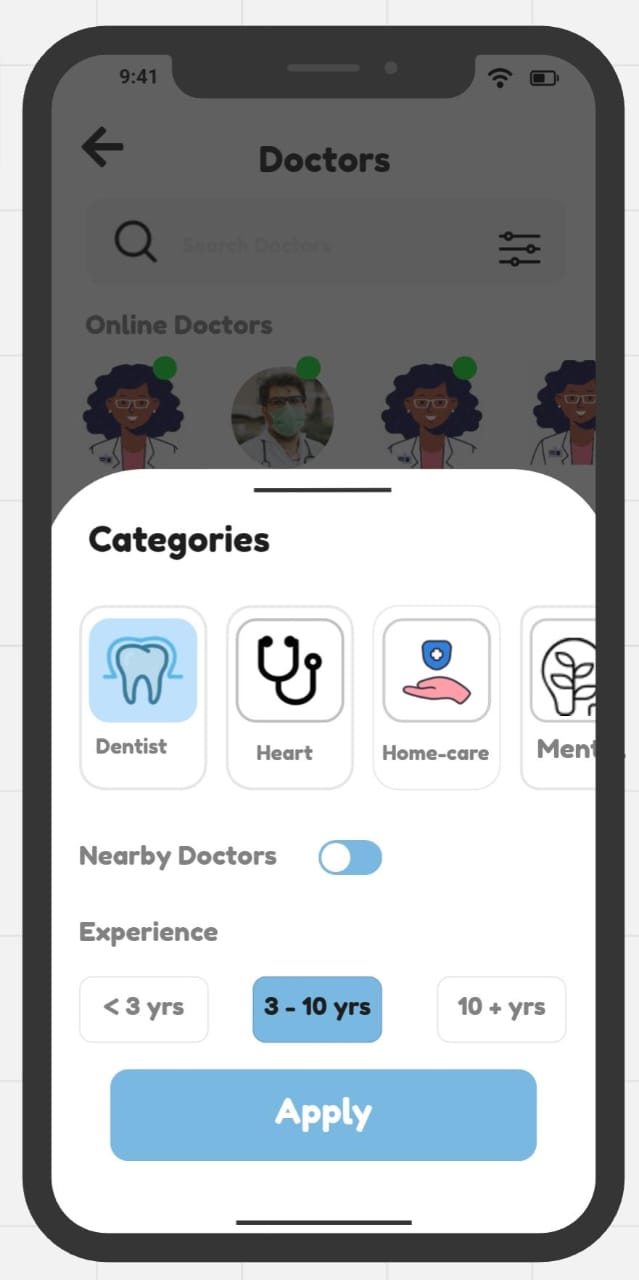 9:41
Doctors
Search Doctors
Online Doctors
Categories
Dentist
Heart
Home-care
Ment
Nearby Doctors
Experience
< 3 yrs
3 - 10 yrs
10 + yrs
Apply